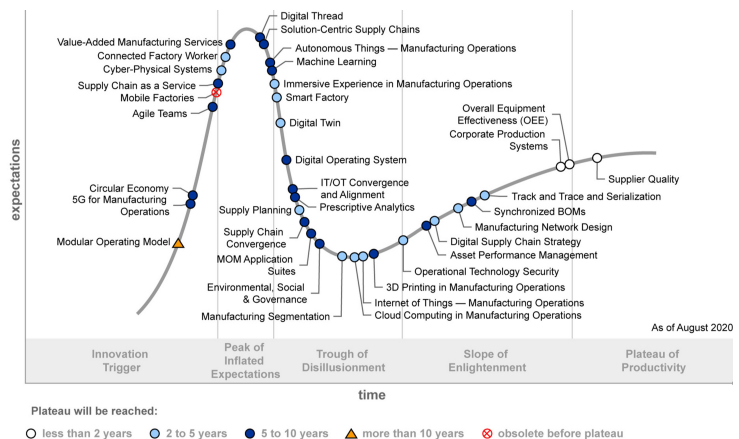 Digital Thread
Solution-Centric Supply Chains
Value-Added Manufacturing Services
Autonomous Things — Manufacturing Operations
Connected Factory Worker
Machine Learning
Cyber-Physical Systems
Supply Chain as a Service
Immersive Experience in Manufacturing Operations
Mobile Factories
Smart Factory
Agile Teams
Digital Twin
Overall Equipment
Effectiveness (OEE)
Corporate Production
Systems
Digital Operating System
Supplier Quality
Circular Economy
5G for Manufacturing
Operations
IT/OT Convergence
and Alignment
Prescriptive Analytics
Track and Trace and Serialization
Supply Planning
Synchronized BOMs
Manufacturing Network Design
Supply Chain
Convergence
Modular Operating Model
Digital Supply Chain Strategy
MOM Application
Suites
Asset Performance Management
Operational Technology Security
Environmental, Social
& Governance
3D Printing in Manufacturing Operations
Internet of Things — Manufacturing Operations
Manufacturing Segmentation
Cloud Computing in Manufacturing Operations
expectations
As of August 2020
Innovation
Trigger
Peak of
Inflated
Expectations
Trough of
Disillusionment
Slope of
Enlightenment
Plateau of
Productivity
time
Plateau will be reached:
less than 2 years
2 to 5 years
5 to 10 years
more than 10 years
obsolete before plateau